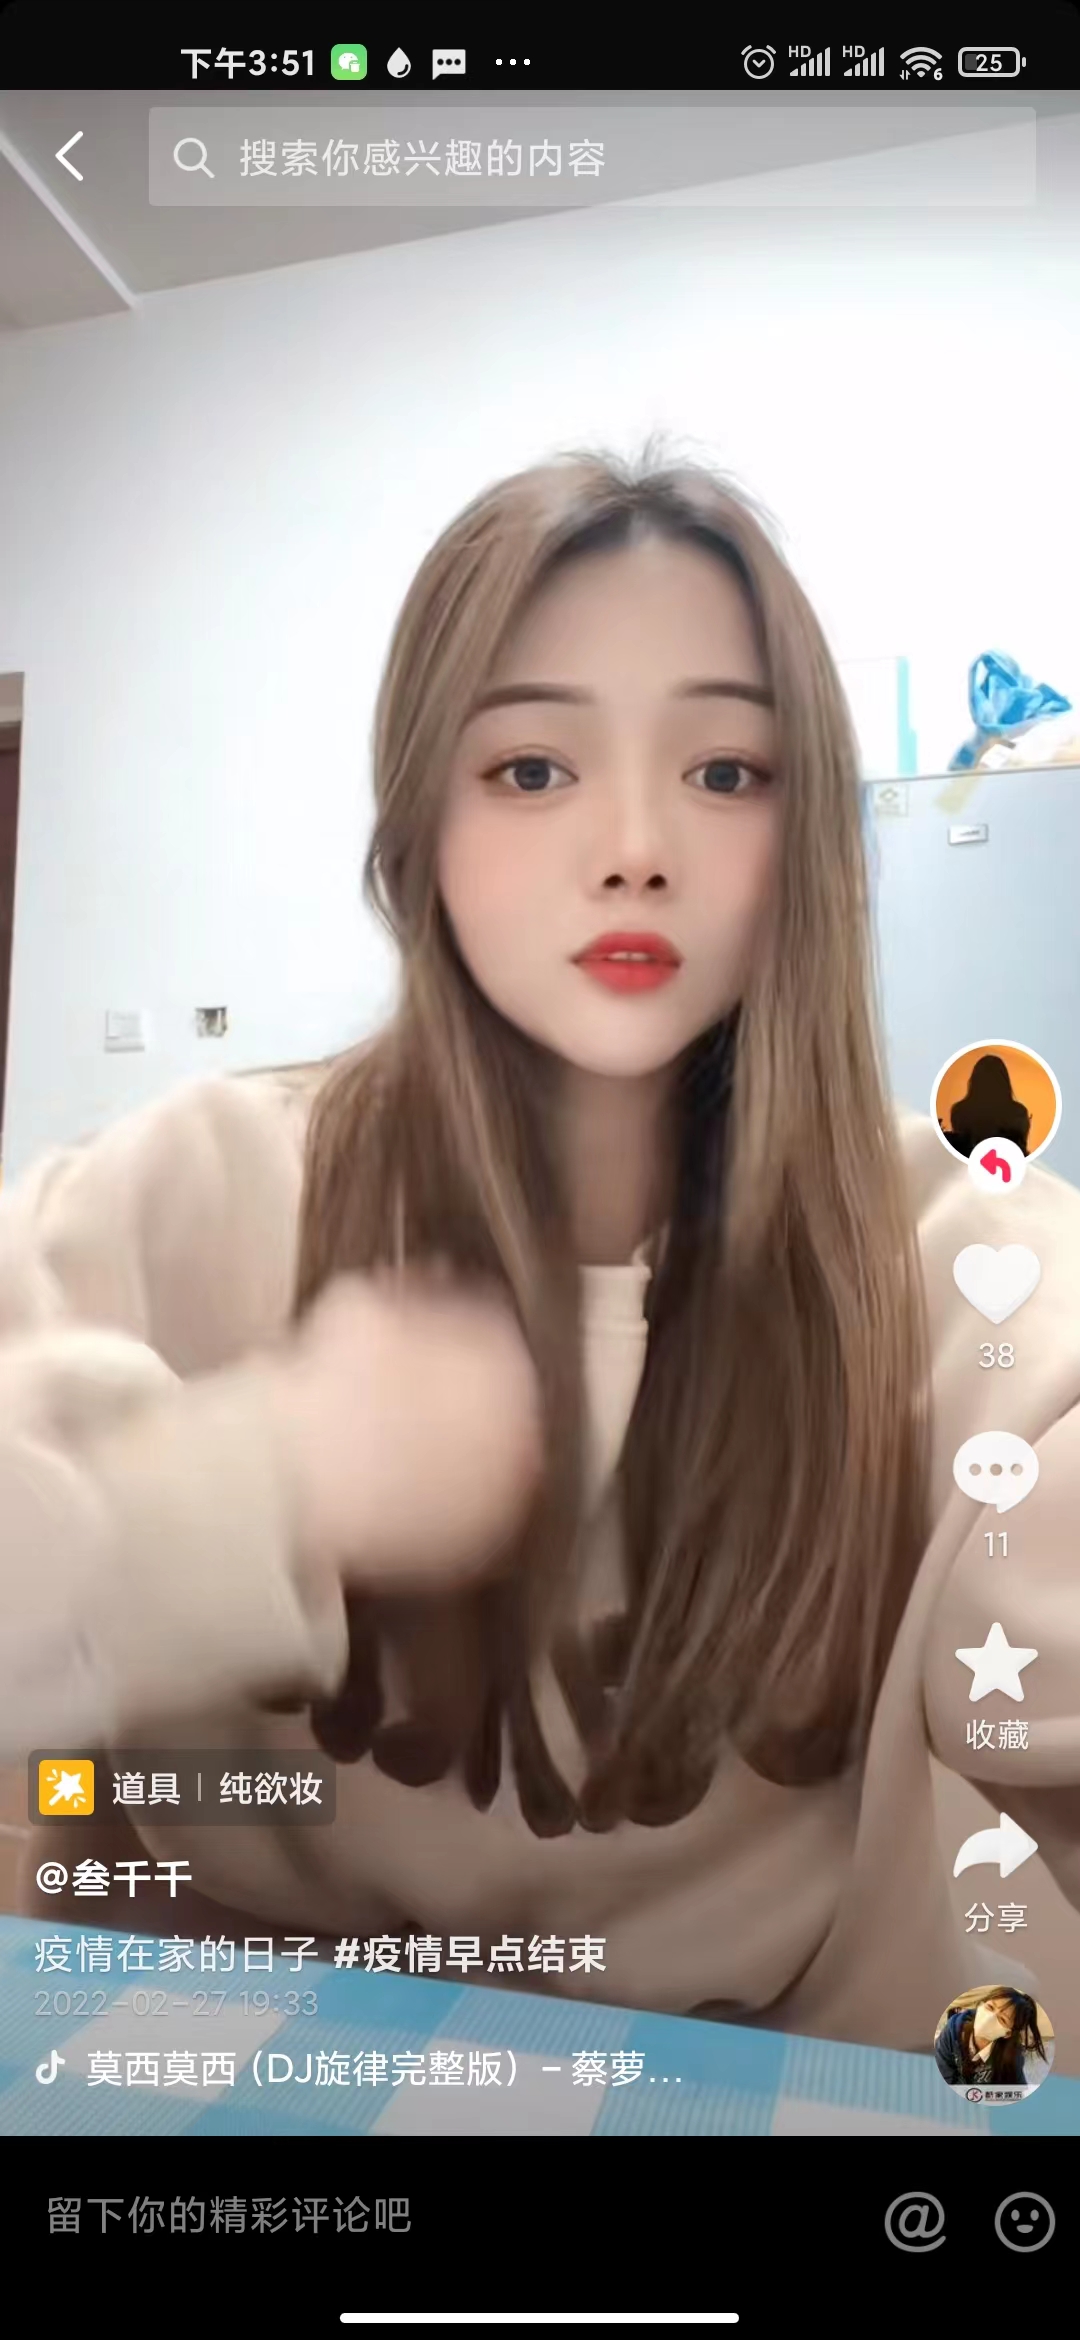 下午3:51
HD HD 6 25
搜索你感兴趣的内容
38
11
收藏
道具 | 纯欲妆
@叁千千
分享
疫情在家的日子 #疫情早点结束
2022-02-27 19:33
莫西莫西 (DJ旋律完整版) - 蔡萝...
留下你的精彩评论吧